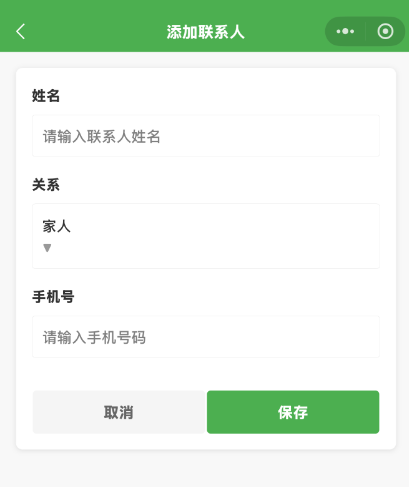 添加联系人
姓名
请输入联系人姓名
关系
家人
▼
手机号
请输入手机号码
取消
保存